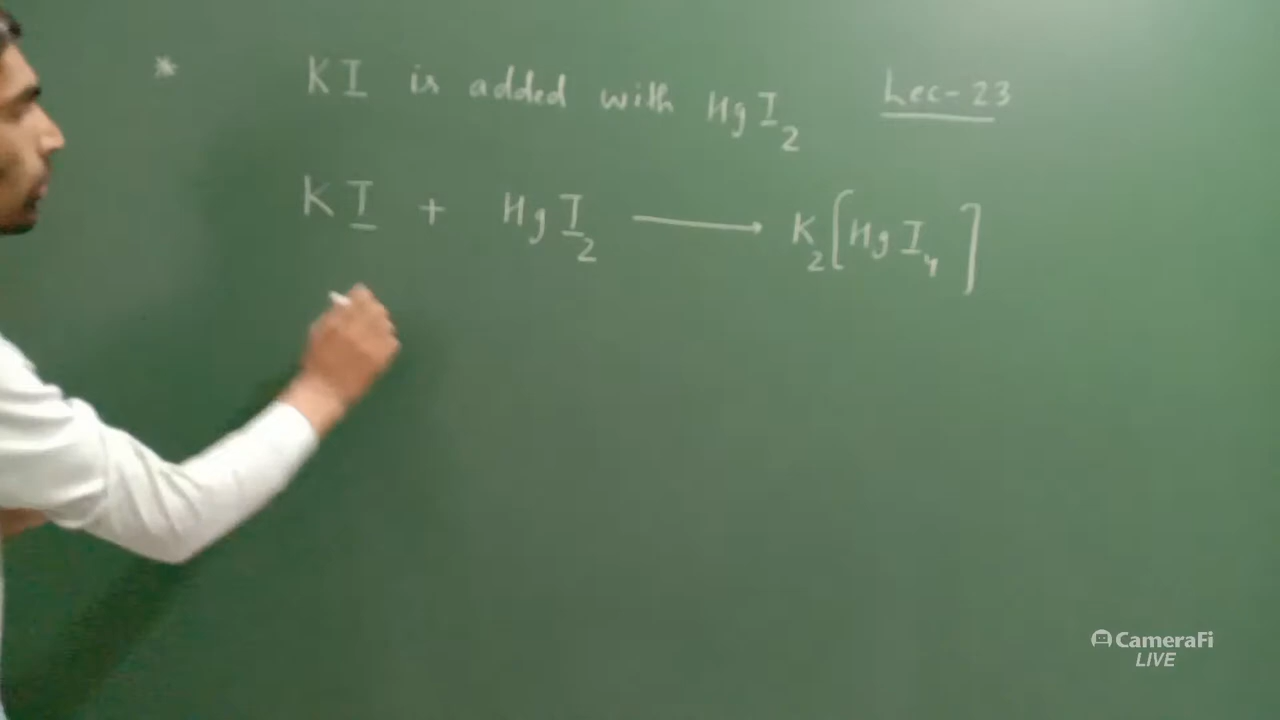 * KI is added with HgI2 Lec-23
KI + HgI2 ⟶ K2[HgI4]
CameraFi
LIVE